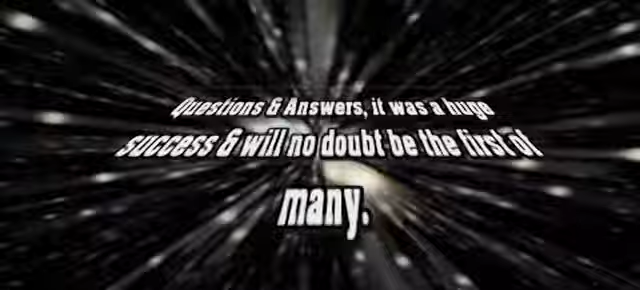 Questions & Answers, it was a huge
success & will no doubt be the first of
many.